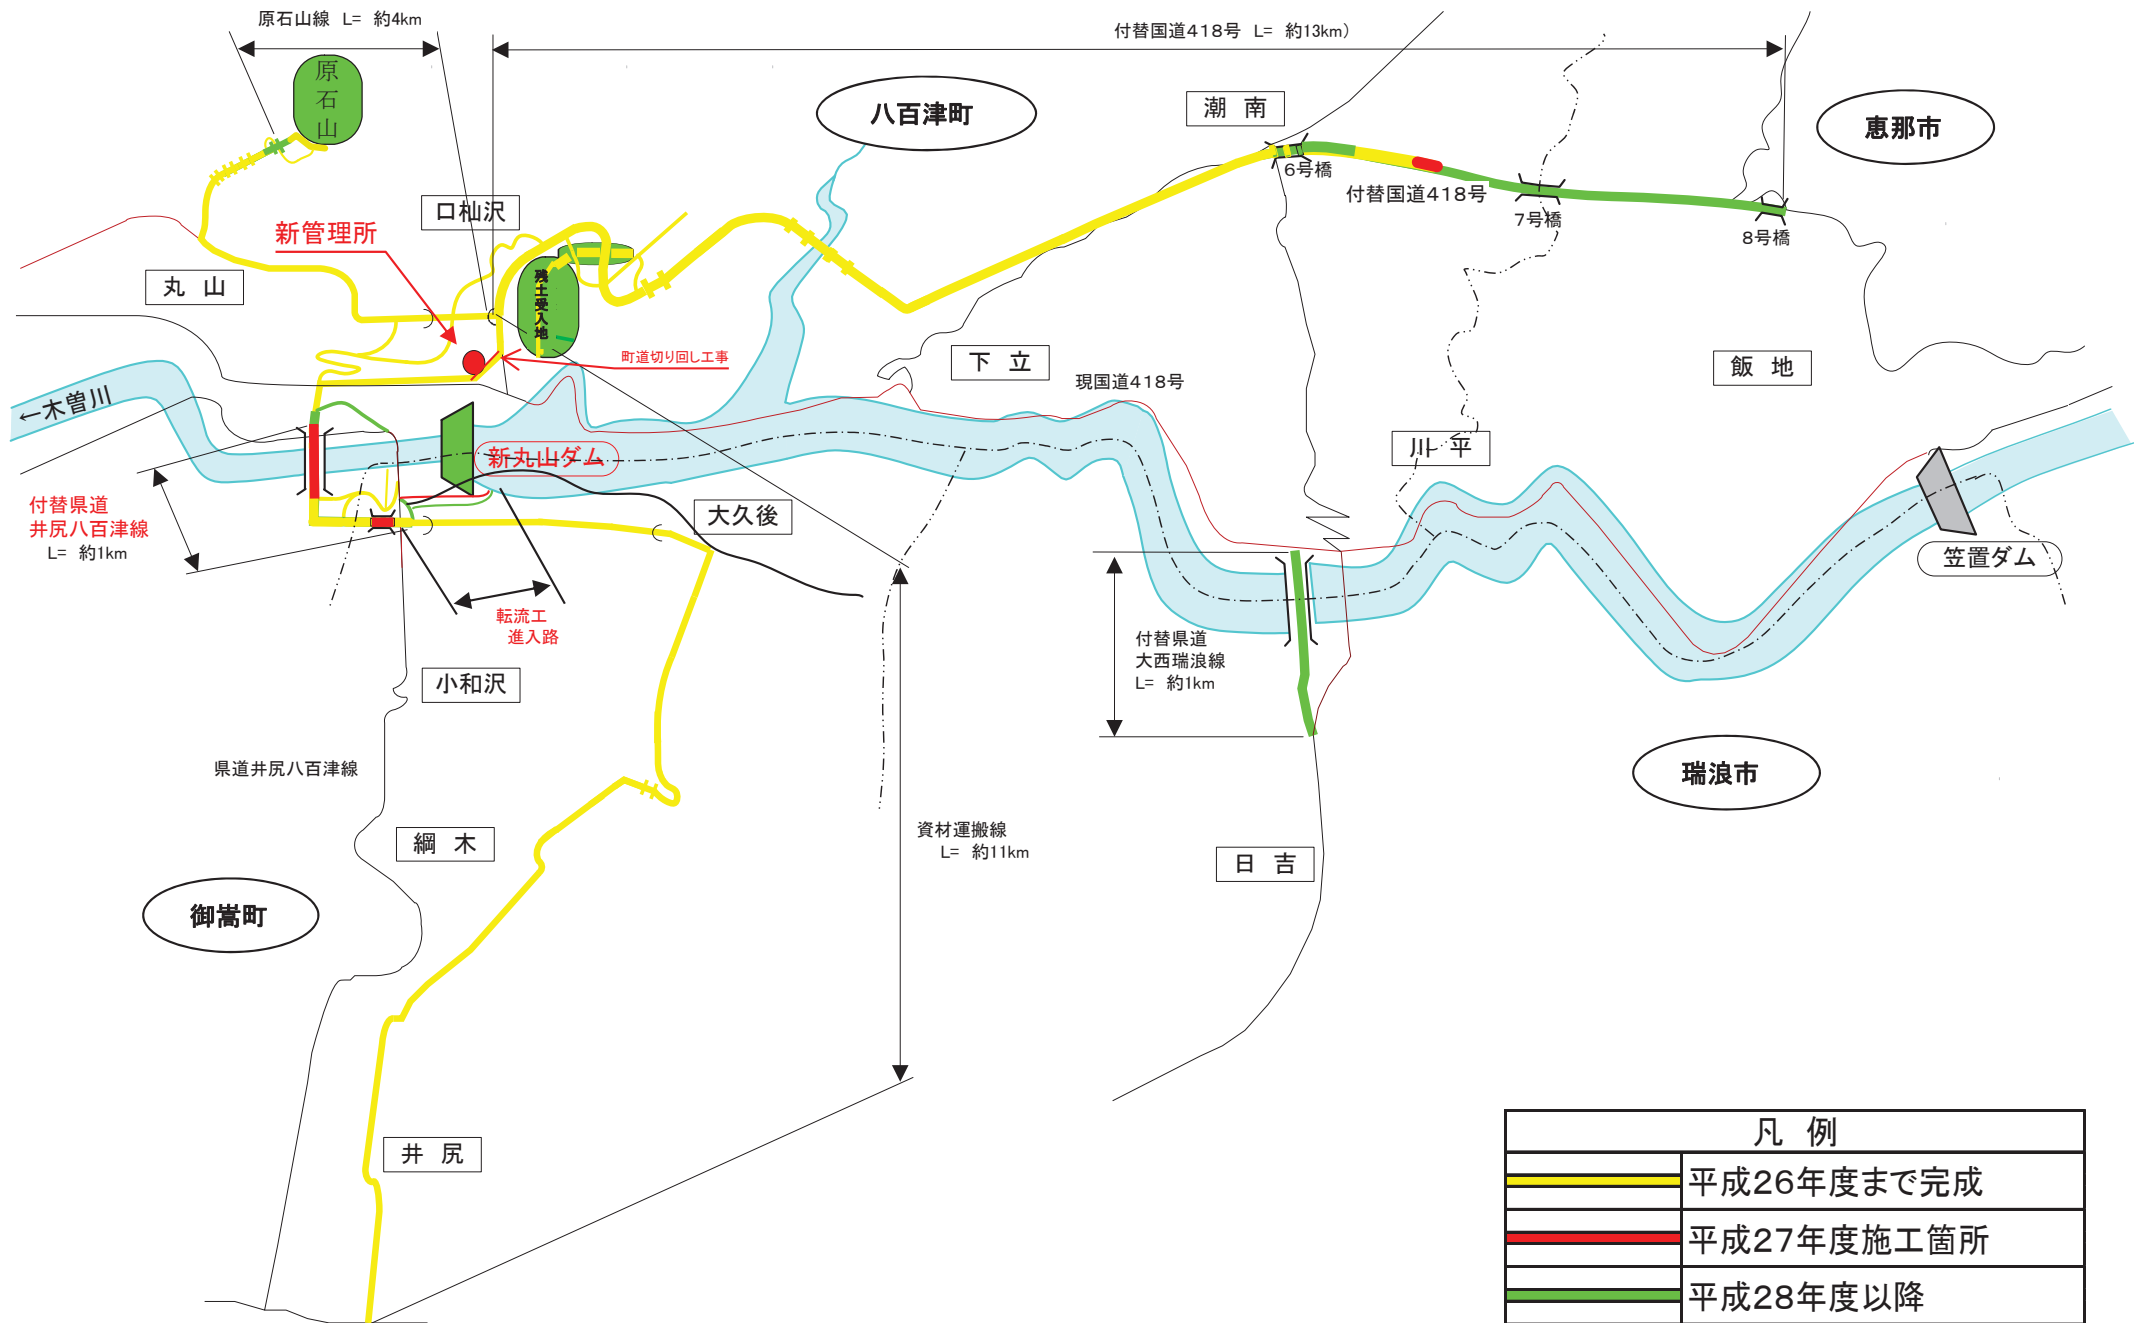 原石山線 L= 約4km
付替国道418号 L= 約13km)
原
石
山
八百津町
潮 南
恵那市
6号橋
付替国道418号
7号橋
8号橋
口杣沢
新管理所
丸 山
残土受入地
町道切り回し工事
下 立
現国道418号
飯 地
←木曽川
川 平
新丸山ダム
付替県道
井尻八百津線
L= 約1km
大久後
笠置ダム
転流工
進入路
付替県道
大西瑞浪線
L= 約1km
小和沢
県道井尻八百津線
瑞浪市
資材運搬線
L= 約11km
綱 木
日 吉
御嵩町
井 尻
凡 例
平成26年度まで完成
平成27年度施工箇所
平成28年度以降